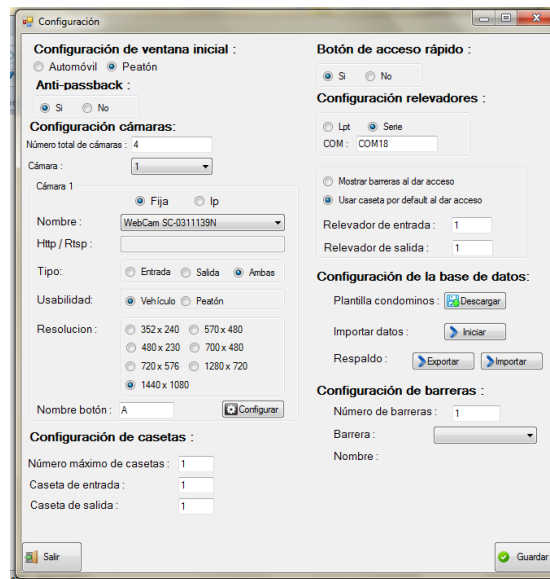 Configuración
Configuración de ventana inicial :
Automóvil Peatón
Anti-passback :
Si No
Configuración cámaras:
Número total de cámaras : 4
Cámara : 1
Cámara 1
Fija Ip
Nombre : WebCam SC-0311139N
Http / Rtsp :
Tipo: Entrada Salida Ambas
Usabilidad: Vehículo Peatón
Resolucion : 352 x 240 570 x 480
480 x 230 700 x 480
720 x 576 1280 x 720
1440 x 1080
Nombre botón : A Configurar
Configuración de casetas :
Número máximo de casetas : 1
Caseta de entrada : 1
Caseta de salida : 1
Salir
Botón de acceso rápido :
Si No
Configuración relevadores :
Lpt Serie
COM : COM18
Mostrar barreras al dar acceso
Usar caseta por default al dar acceso
Relevador de entrada : 1
Relevador de salida : 1
Configuración de la base de datos:
Plantilla condominos : Descargar
Importar datos : Iniciar
Respaldo : Exportar Importar
Configuración de barreras :
Número de barreras : 1
Barrera :
Nombre :
Guardar